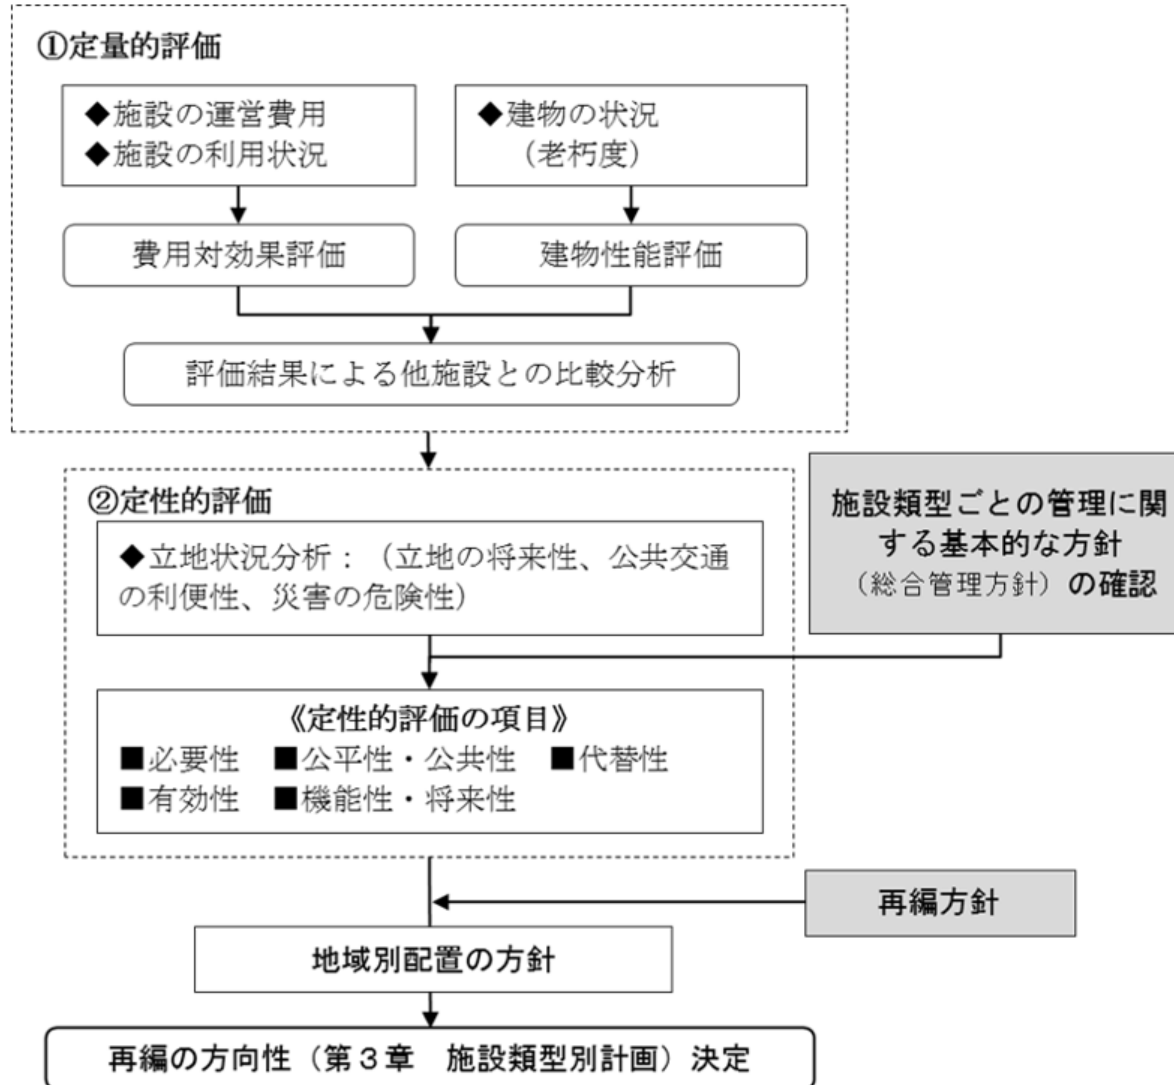 ①定量的評価
◆施設の運営費用
◆施設の利用状況
◆建物の状況
（老朽度）
費用対効果評価
建物性能評価
評価結果による他施設との比較分析
②定性的評価
◆立地状況分析：（立地の将来性、公共交通
の利便性、災害の危険性）
施設類型ごとの管理に関
する基本的な方針
（総合管理方針）の確認
《定性的評価の項目》
■必要性　■公平性・公共性　■代替性
■有効性　■機能性・将来性
再編方針
地域別配置の方針
再編の方向性（第３章　施設類型別計画）決定